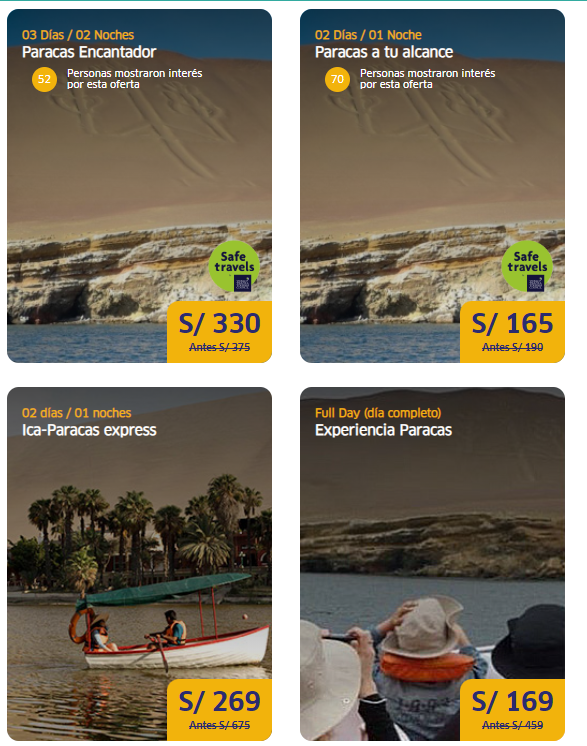 03 Días / 02 Noches
Paracas Encantador
52
Personas mostraron interés
por esta oferta
Safe
travels
S/ 330
Antes S/ 375
02 Días / 01 Noche
Paracas a tu alcance
70
Personas mostraron interés
por esta oferta
Safe
travels
S/ 165
Antes S/ 190
02 días / 01 noches
Ica-Paracas express
S/ 269
Antes S/ 675
Full Day (día completo)
Experiencia Paracas
S/ 169
Antes S/ 459